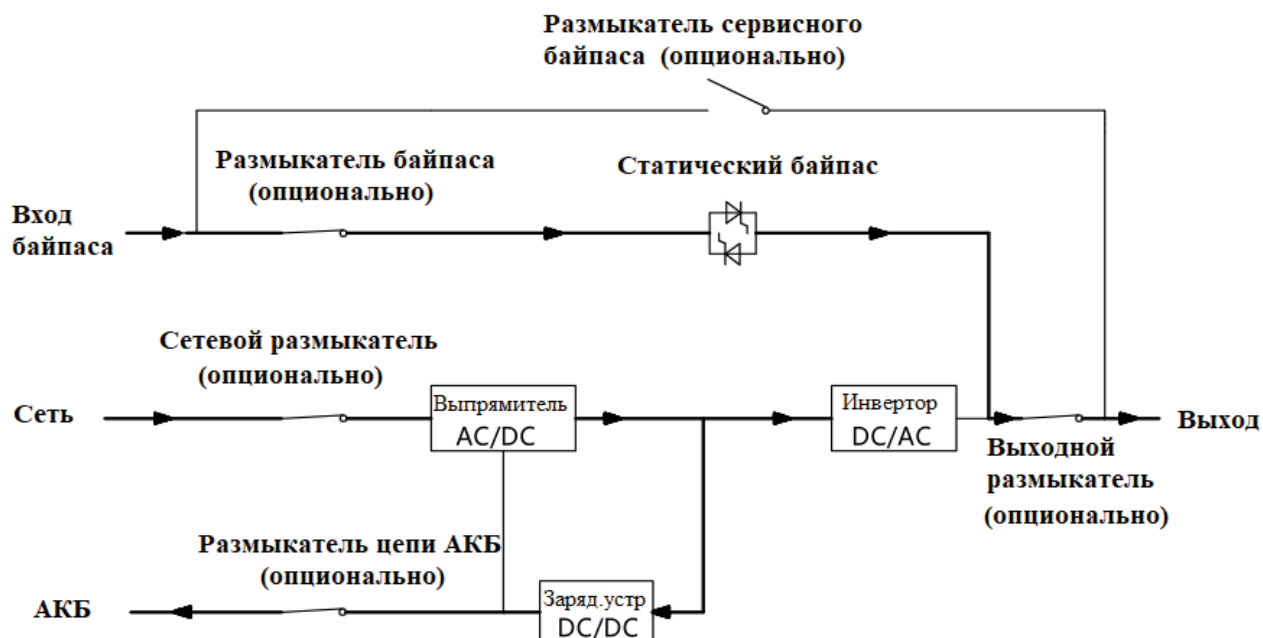 Размыкатель сервисного
байпаса (опционально)
Размыкатель байпаса
(опционально)
Статический байпас
Вход
байпаса
Сетевой размыкатель
(опционально)
Сеть
Выпрямитель
AC/DC
Инвертор
DC/AC
Выход
Выходной
размыкатель
(опционально)
Размыкатель цепи АКБ
(опционально)
АКБ
Заряд.устр
DC/DC